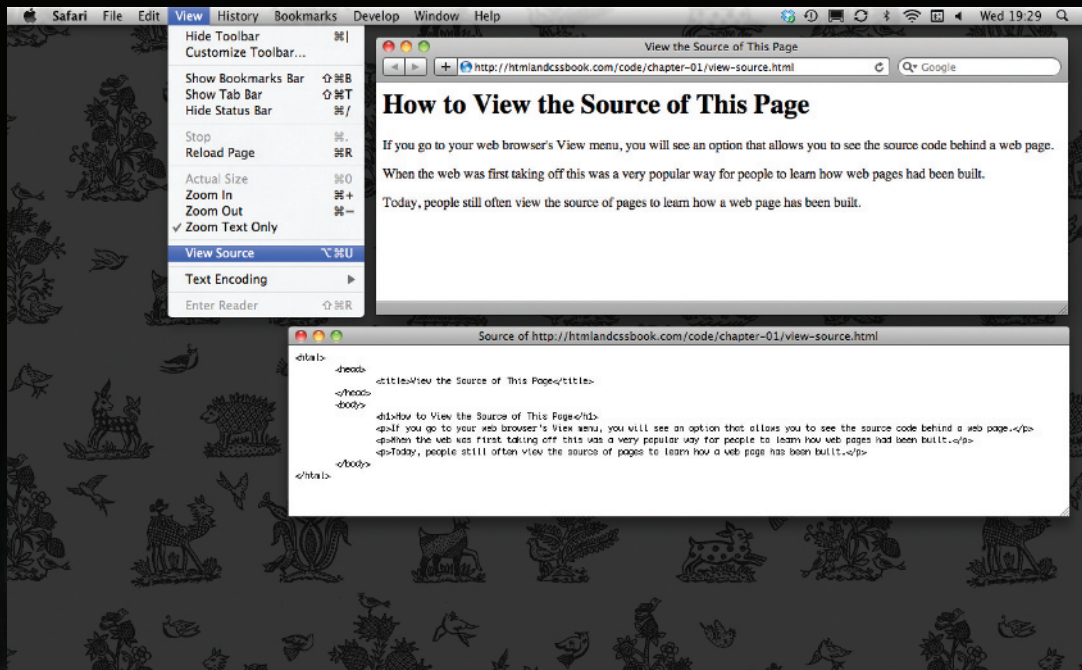 Safari File Edit View History Bookmarks Develop Window Help Wed 19:29
Hide Toolbar ⌘|
Customize Toolbar...
Show Bookmarks Bar ⇧⌘B
Show Tab Bar ⇧⌘T
Hide Status Bar ⌘/
Stop ⌘.
Reload Page ⌘R
Actual Size ⌘0
Zoom In ⌘+
Zoom Out ⌘−
✓ Zoom Text Only
View Source ⌥⌘U
Text Encoding ▶
Enter Reader ⇧⌘R
View the Source of This Page
http://htmlandcssbook.com/code/chapter-01/view-source.html Google
How to View the Source of This Page
If you go to your web browser's View menu, you will see an option that allows you to see the source code behind a web page.
When the web was first taking off this was a very popular way for people to learn how web pages had been built.
Today, people still often view the source of pages to learn how a web page has been built.
Source of http://htmlandcssbook.com/code/chapter-01/view-source.html
<html>
<head>
<title>View the Source of This Page</title>
</head>
<body>
<h1>How to View the Source of This Page</h1>
<p>If you go to your web browser's View menu, you will see an option that allows you to see the source code behind a web page.</p>
<p>When the web was first taking off this was a very popular way for people to learn how web pages had been built.</p>
<p>Today, people still often view the source of pages to learn how a web page has been built.</p>
</body>
</html>